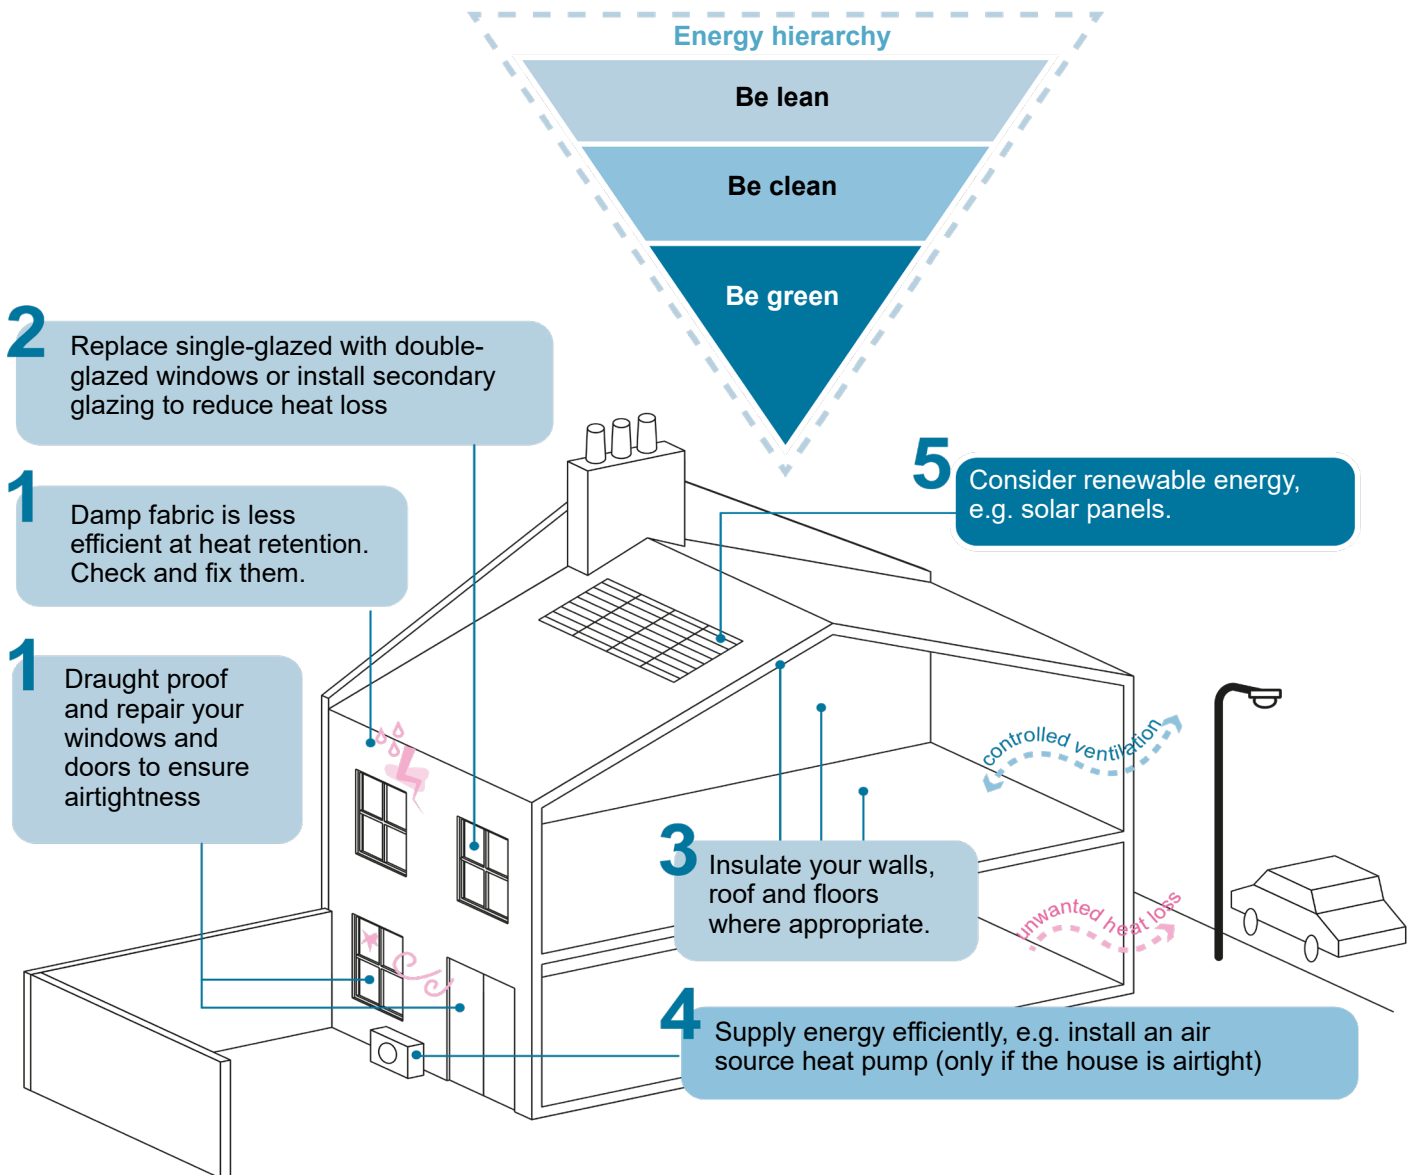 Energy hierarchy
Be lean
Be clean
Be green
2
Replace single-glazed with double-
glazed windows or install secondary
glazing to reduce heat loss
1
Damp fabric is less
efficient at heat retention.
Check and fix them.
1
Draught proof
and repair your
windows and
doors to ensure
airtightness
5
Consider renewable energy,
e.g. solar panels.
controlled ventilation
3
Insulate your walls,
roof and floors
where appropriate.
unwanted heat loss
4
Supply energy efficiently, e.g. install an air
source heat pump (only if the house is airtight)